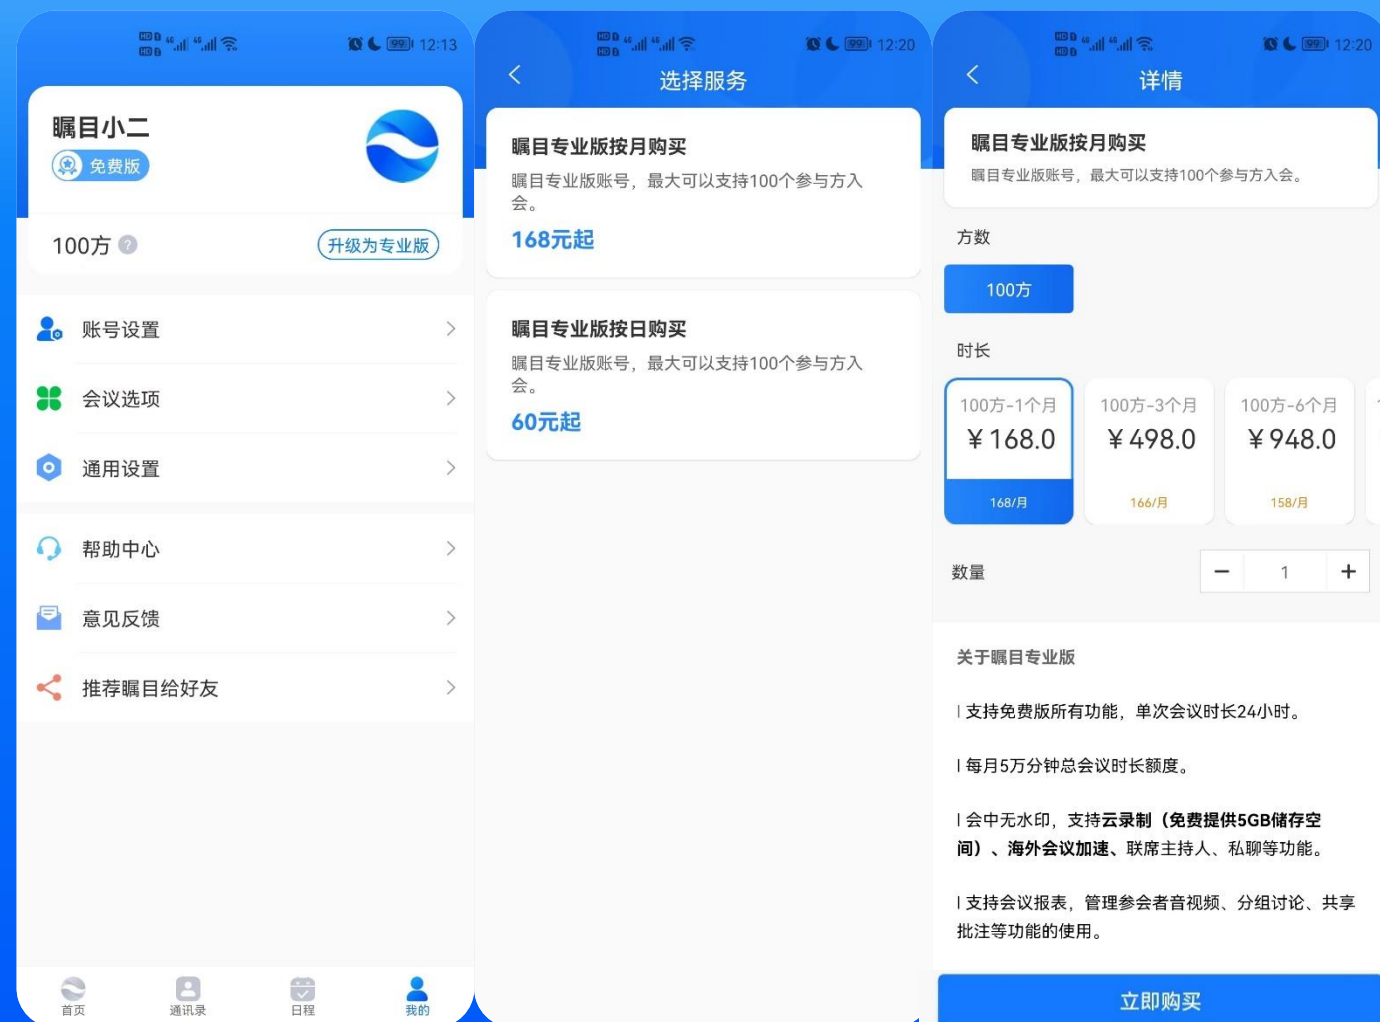 12:13
瞩目小二
免费版
100方
升级为专业版
账号设置
会议选项
通用设置
帮助中心
意见反馈
推荐瞩目给好友
首页
通讯录
日程
我的
12:20
选择服务
瞩目专业版按月购买
瞩目专业版账号，最大可以支持100个参与方入
会。
168元起
瞩目专业版按日购买
瞩目专业版账号，最大可以支持100个参与方入
会。
60元起
12:20
详情
瞩目专业版按月购买
瞩目专业版账号，最大可以支持100个参与方入会。
方数
100方
时长
100方-1个月
￥168.0
168/月
100方-3个月
￥498.0
166/月
100方-6个月
￥948.0
158/月
数量
− 1 +
关于瞩目专业版
l 支持免费版所有功能，单次会议时长24小时。
l 每月5万分钟总会议时长额度。
l 会中无水印，支持云录制（免费提供5GB储存空
间）、海外会议加速、联席主持人、私聊等功能。
l 支持会议报表，管理参会者音视频、分组讨论、共享
批注等功能的使用。
立即购买